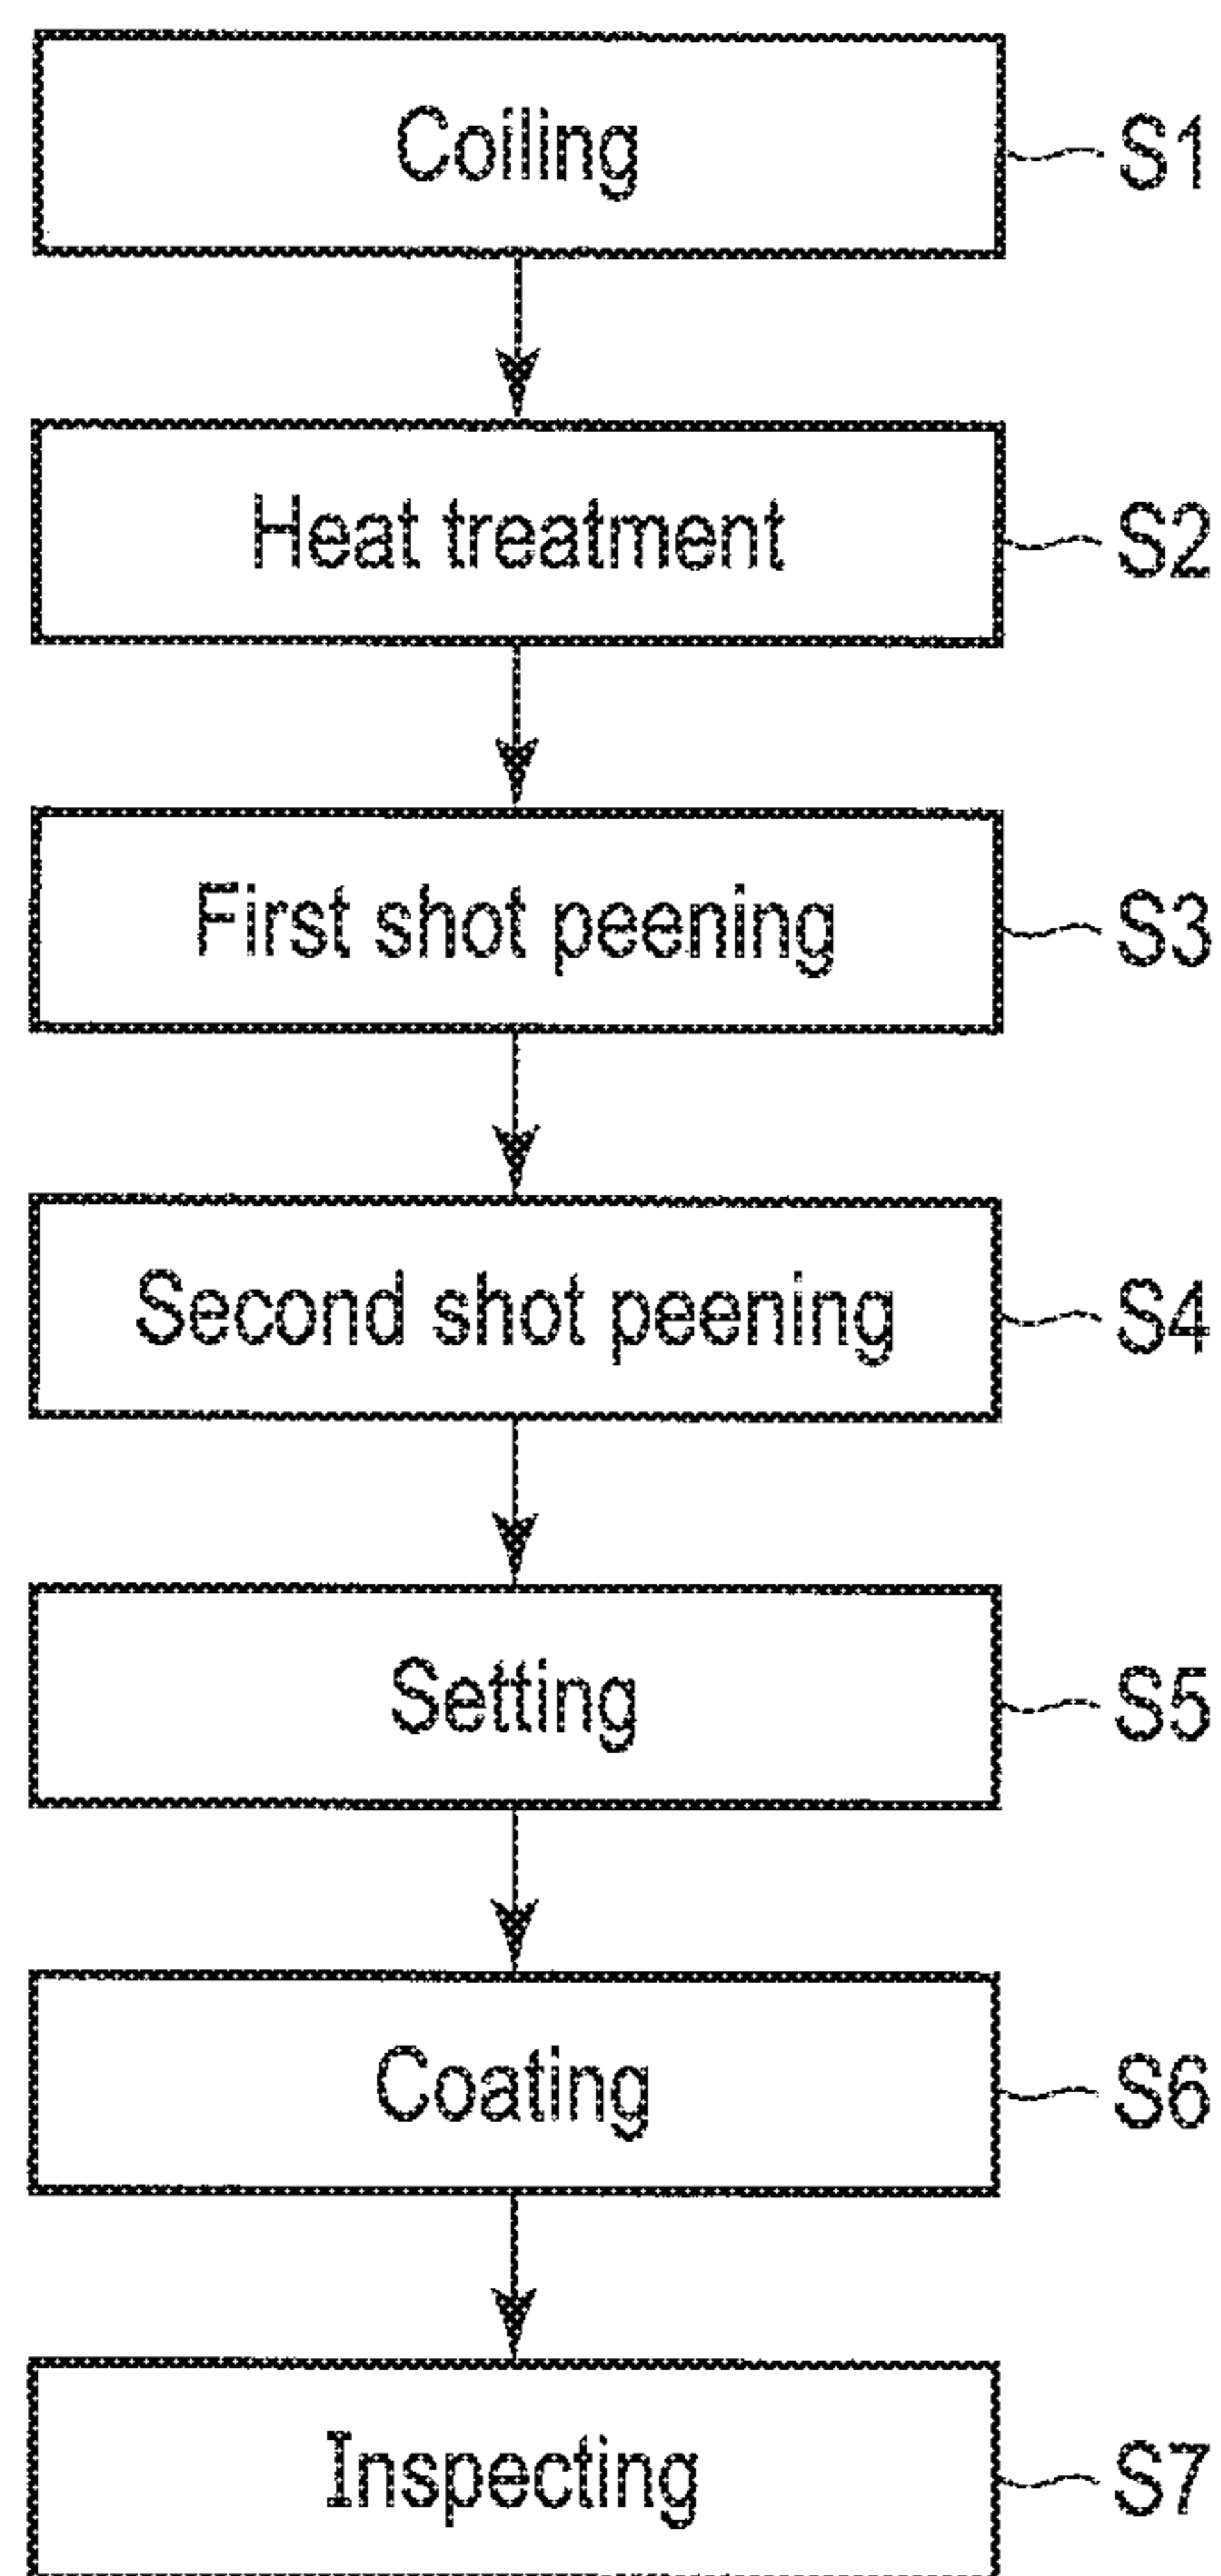 Coiling S1
Heat treatment S2
First shot peening S3
Second shot peening S4
Setting S5
Coating S6
Inspecting S7